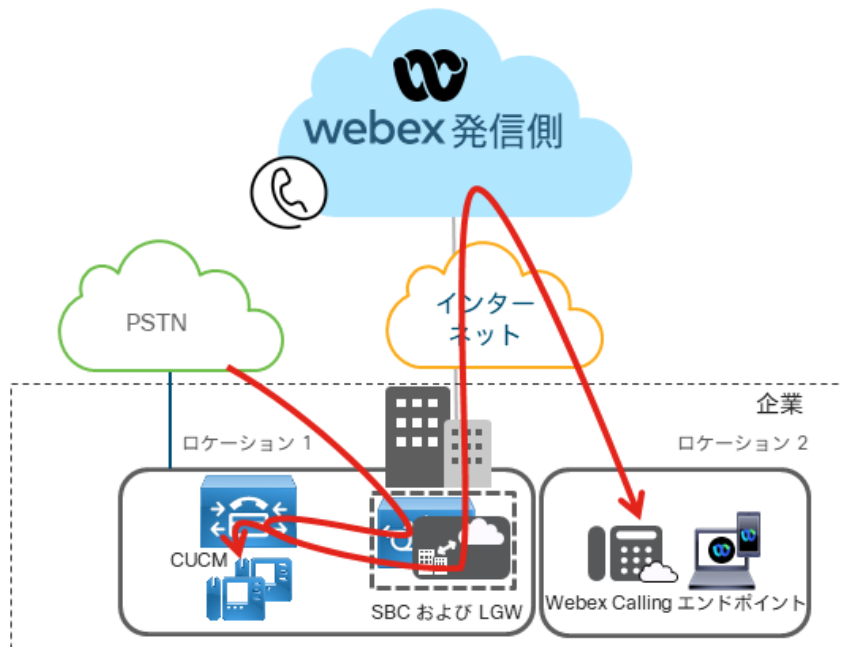 webex 発信側
PSTN
インター
ネット
企業
ロケーション 1
ロケーション 2
CUCM
SBC および LGW
Webex Calling エンドポイント